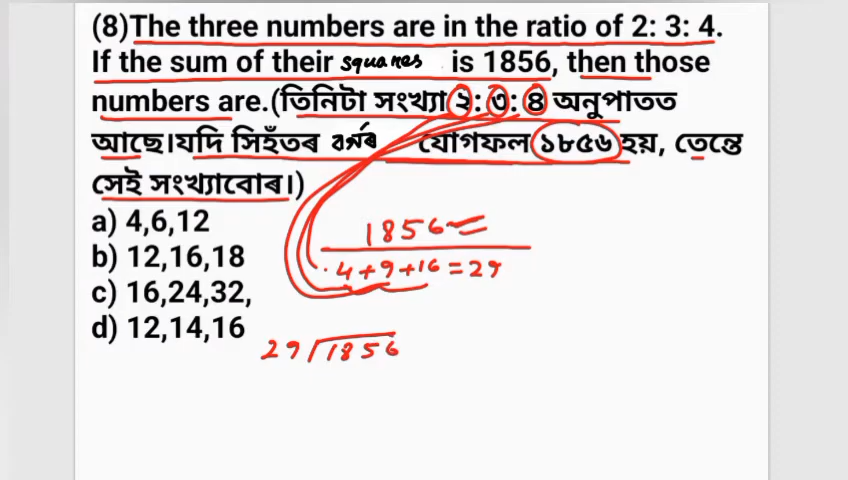 (8)The three numbers are in the ratio of 2: 3: 4.
If the sum of their squares is 1856, then those
numbers are.(তিনিটা সংখ্যা ২: ৩: ৪ অনুপাতত
আছে।যদি সিহঁতৰ বৰ্গৰ যোগফল ১৮৫৬ হয়, তেন্তে
সেই সংখ্যাবোৰ।)
a) 4,6,12
b) 12,16,18
c) 16,24,32,
d) 12,14,16
1856
4+9+16=29
29 1856